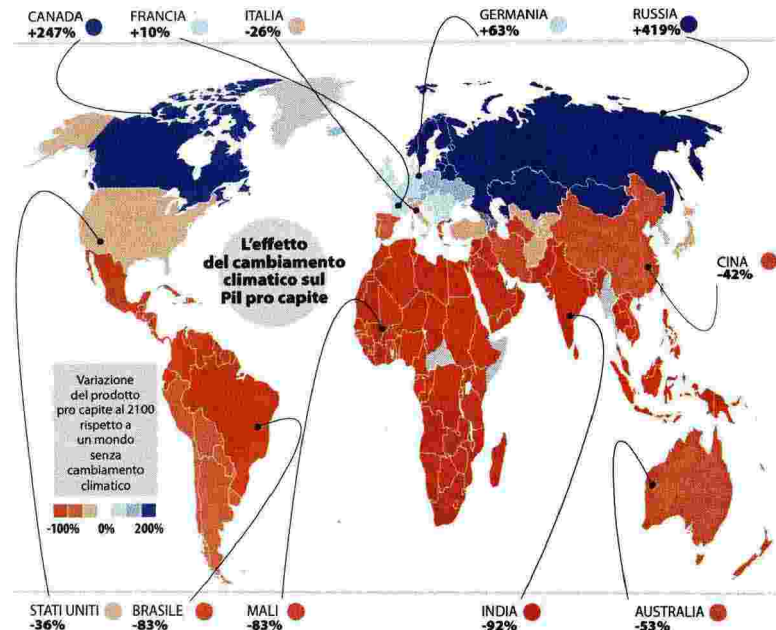 CANADA
+247%
FRANCIA
+10%
ITALIA
-26%
GERMANIA
+63%
RUSSIA
+419%
L'effetto
del cambiamento
climatico sul
Pil pro capite
CINA
-42%
Variazione
del prodotto
pro capite al 2100
rispetto a
un mondo
senza
cambiamento
climatico
-100% 0% 200%
STATI UNITI
-36%
BRASILE
-83%
MALI
-83%
INDIA
-92%
AUSTRALIA
-53%